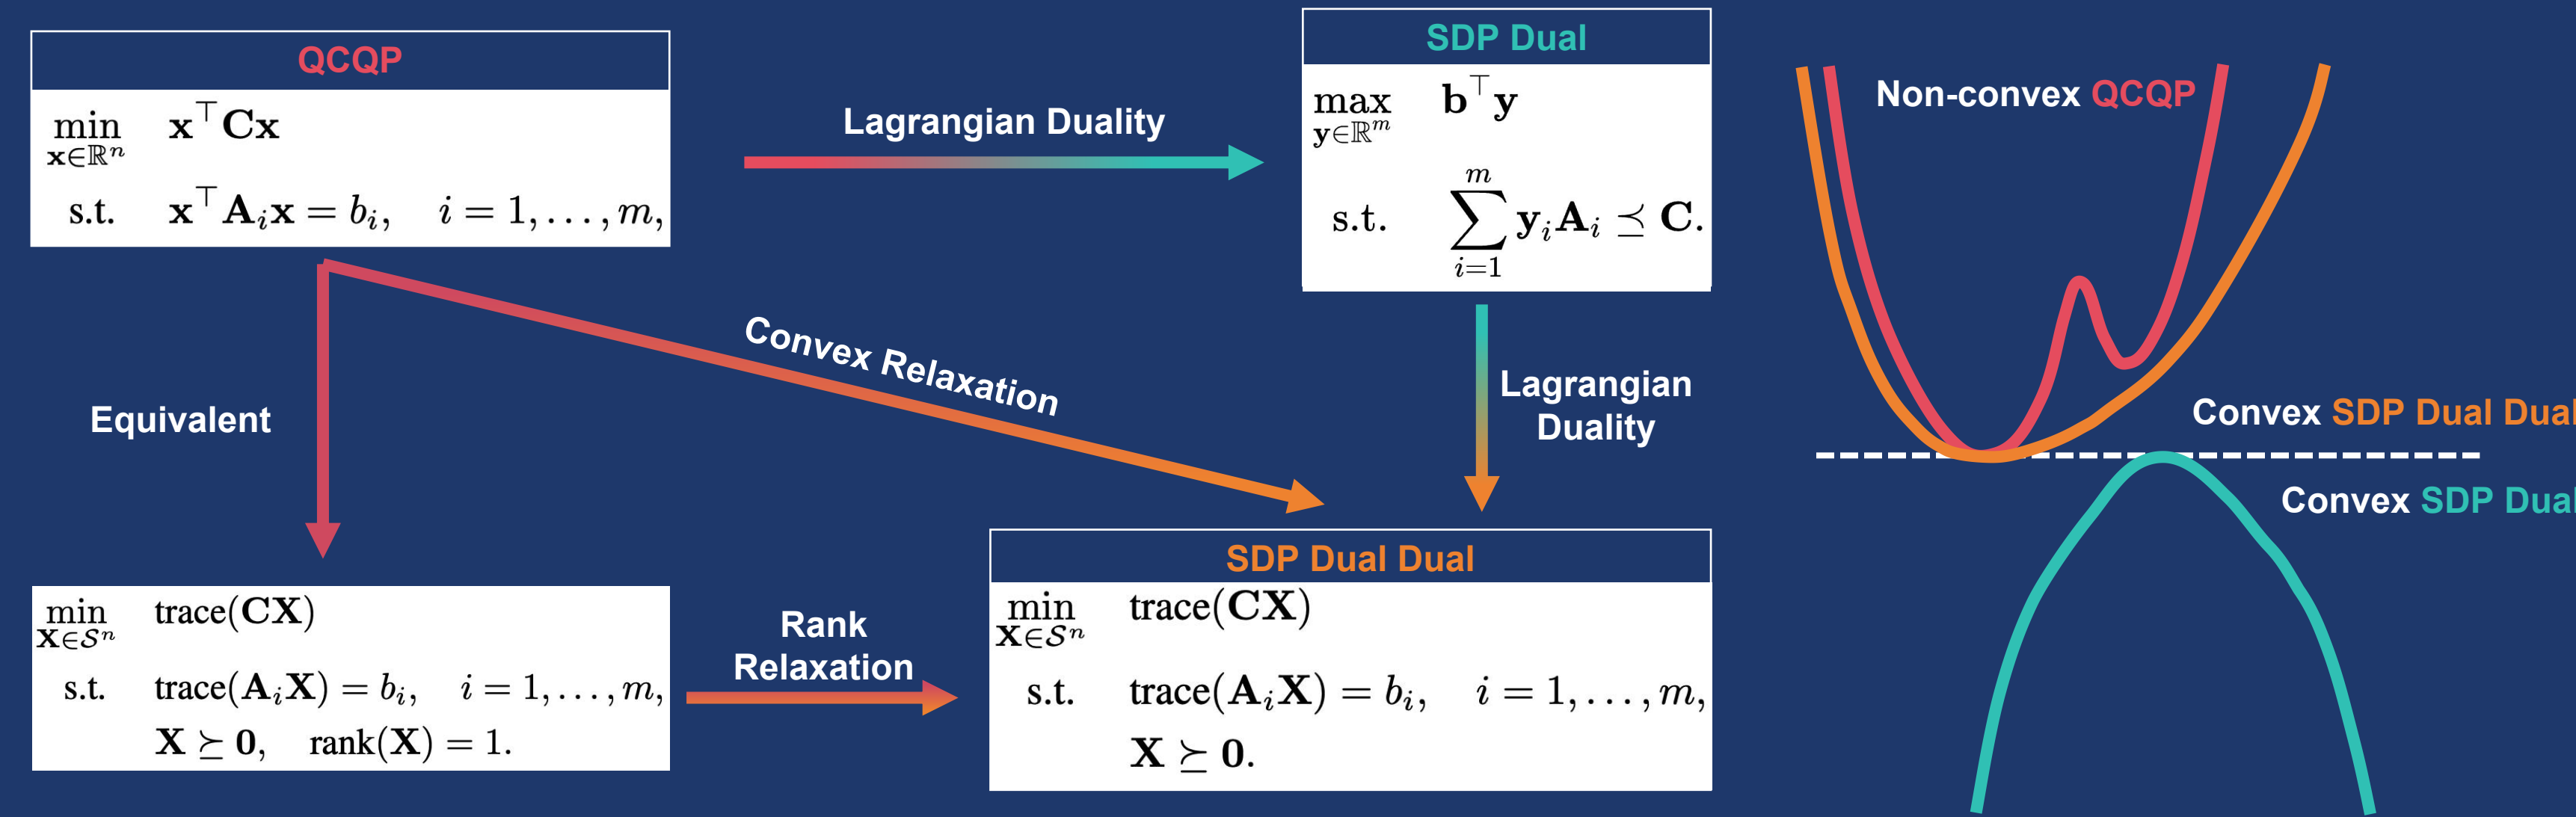 QCQP
min x⊤Cx
x∈ℝⁿ
s.t. x⊤Aᵢx = bᵢ, i = 1, . . . , m,
Lagrangian Duality
SDP Dual
max b⊤y
y∈ℝᵐ
m
s.t. ∑ yᵢAᵢ ⪯ C.
i=1
Equivalent
Convex Relaxation
Lagrangian
Duality
min trace(CX)
X∈𝒮ⁿ
s.t. trace(AᵢX) = bᵢ, i = 1, . . . , m,
X ⪰ 0, rank(X) = 1.
Rank
Relaxation
SDP Dual Dual
min trace(CX)
X∈𝒮ⁿ
s.t. trace(AᵢX) = bᵢ, i = 1, . . . , m,
X ⪰ 0.
Non-convex QCQP
Convex SDP Dual Dual
Convex SDP Dual